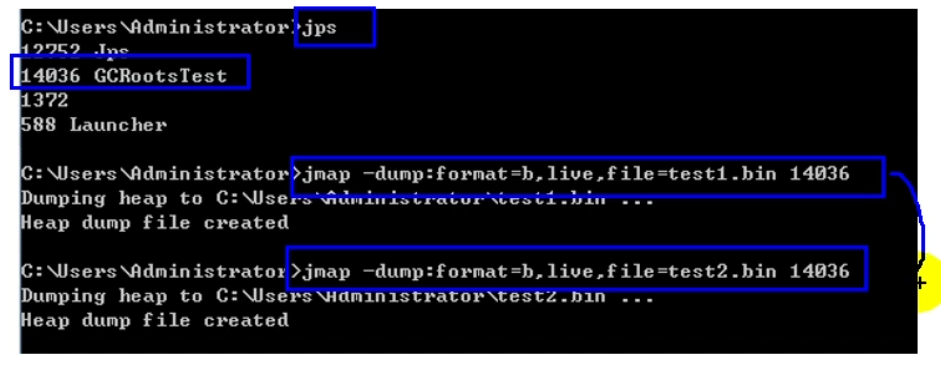 C:\Users\Administrator>jps
12752 Jps
14036 GCRootsTest
1372
588 Launcher
C:\Users\Administrator>jmap -dump:format=b,live,file=test1.bin 14036
Dumping heap to C:\Users\Administrator\test1.bin ...
Heap dump file created
C:\Users\Administrator>jmap -dump:format=b,live,file=test2.bin 14036
Dumping heap to C:\Users\Administrator\test2.bin ...
Heap dump file created